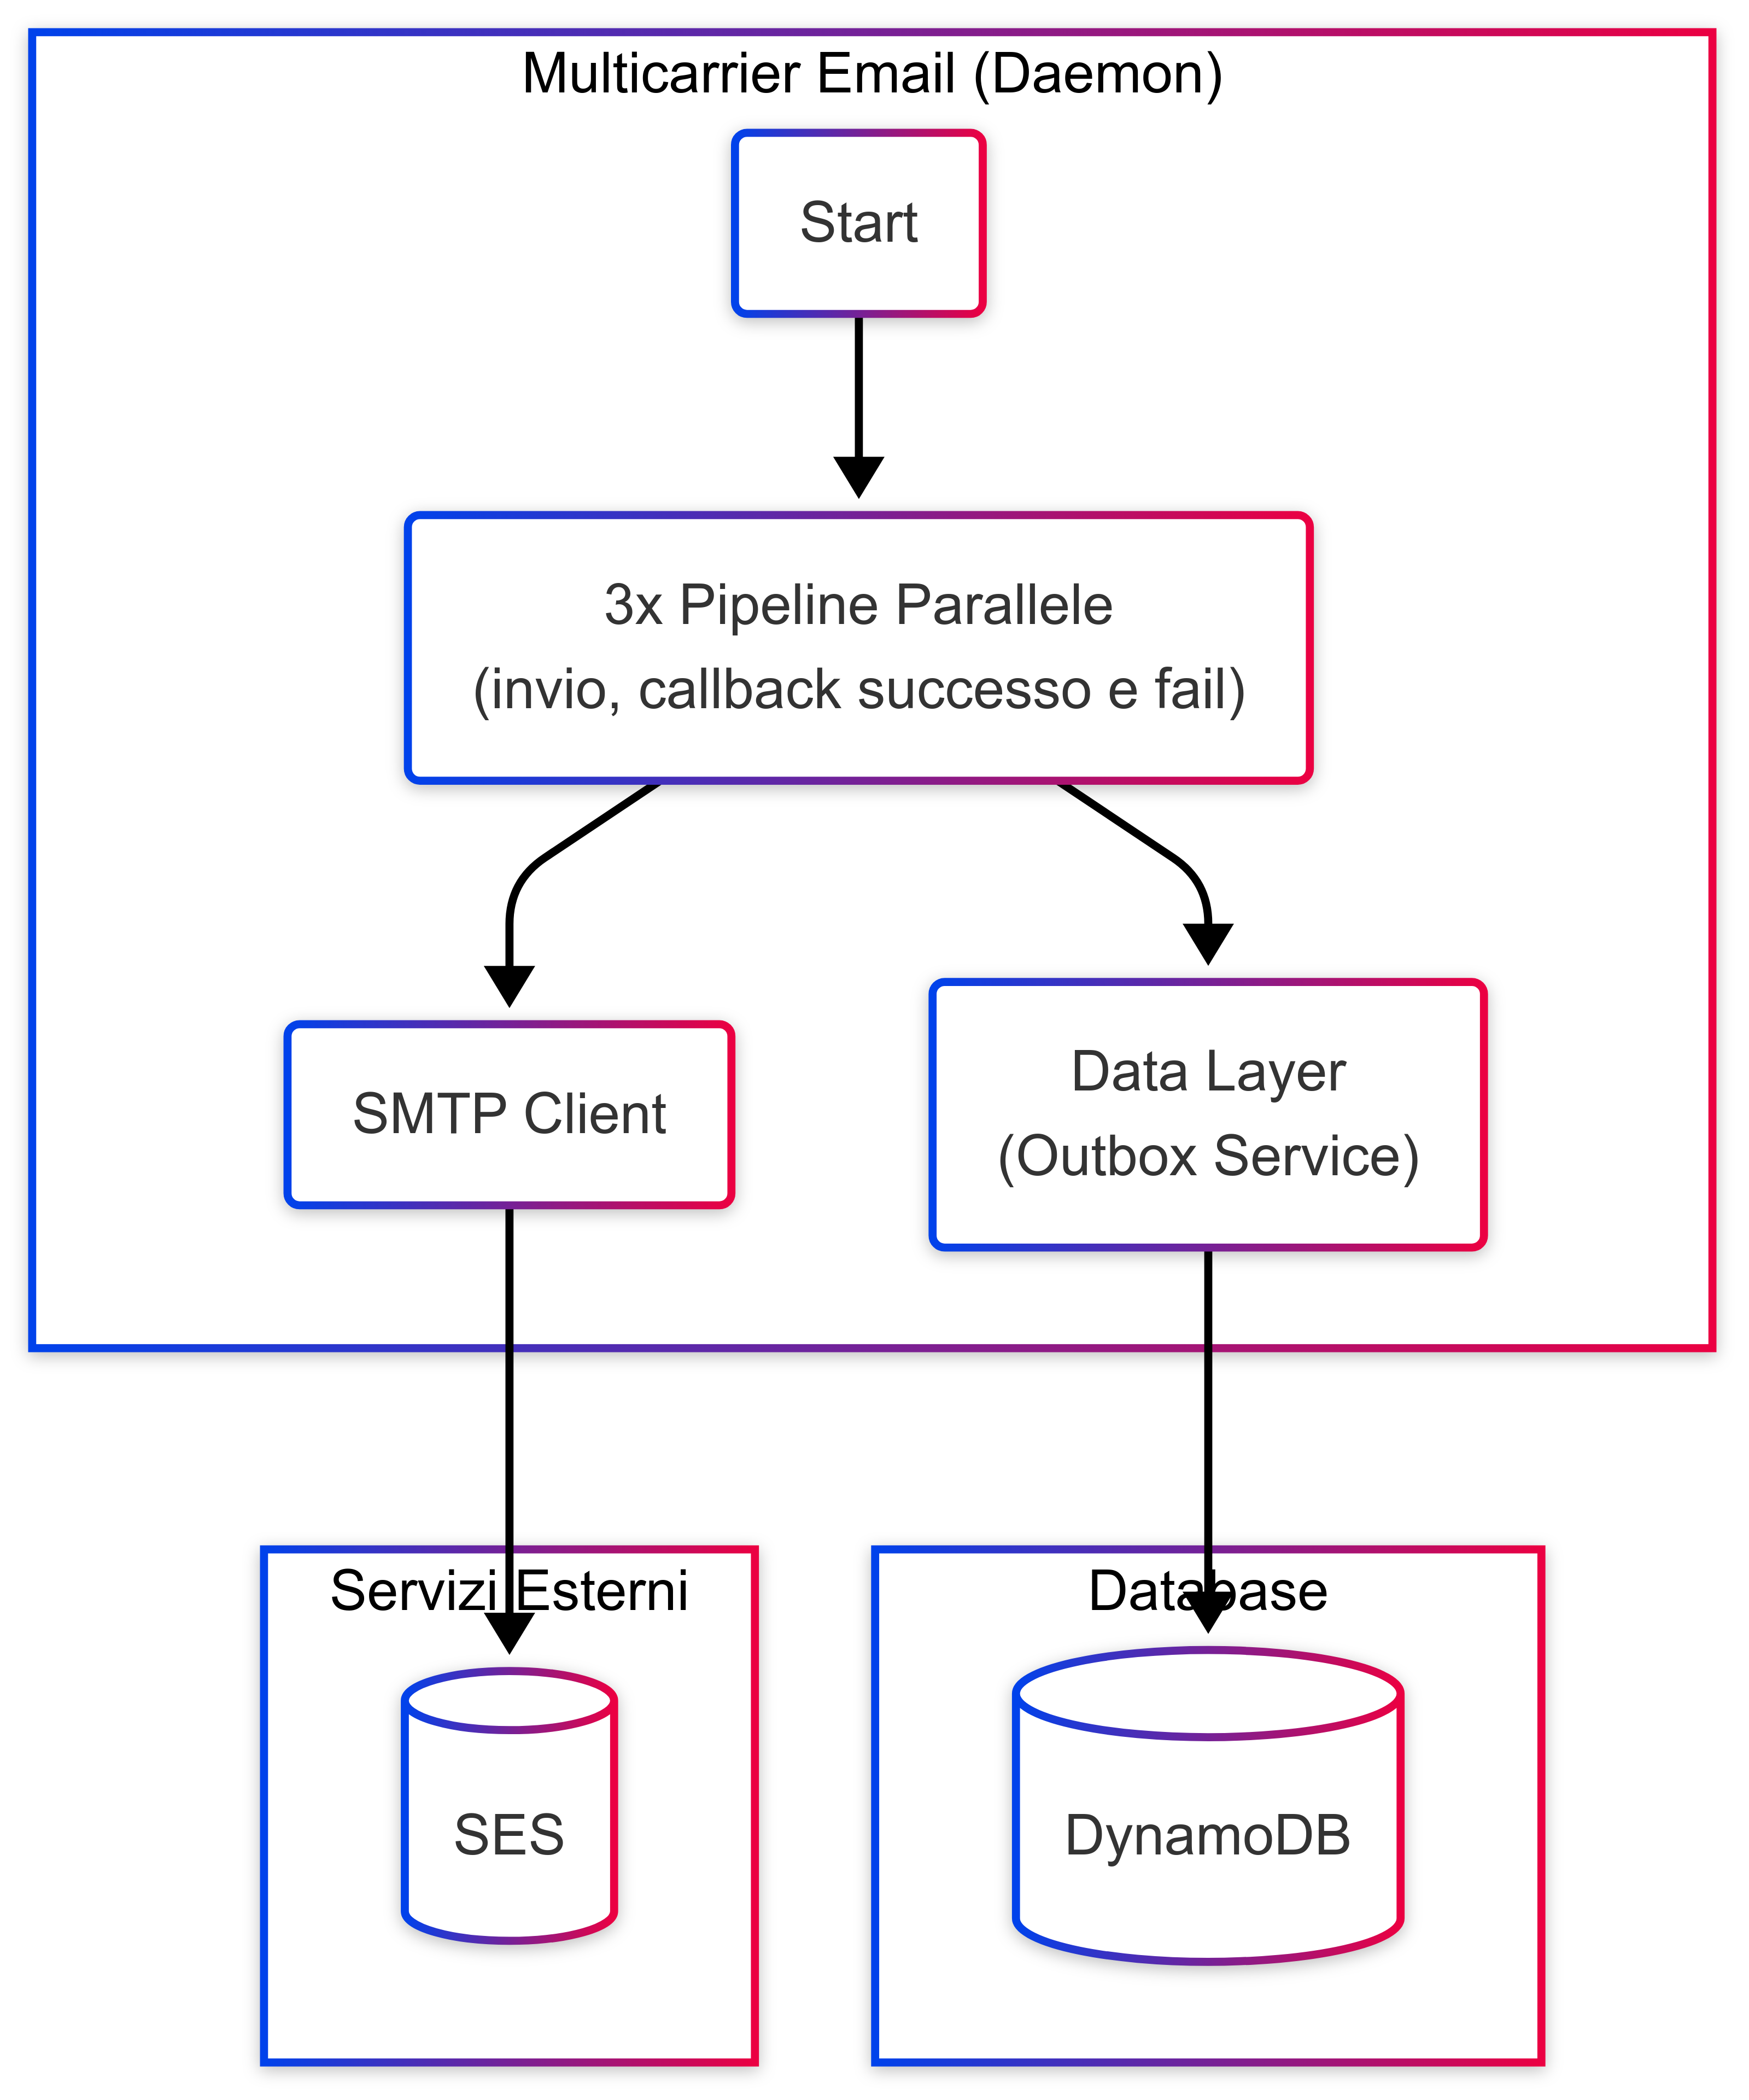 Multicarrier Email (Daemon)
Start
3x Pipeline Parallele
(invio, callback successo e fail)
SMTP Client
Data Layer
(Outbox Service)
Servizi Esterni
Database
SES
DynamoDB